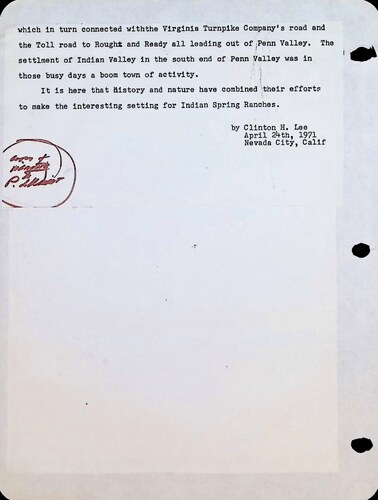 which in turn connected withthe Virginia Turnpike Company's road and
the Toll road to Rought and Ready all leading out of Penn Valley. The
settlment of Indian Valley in the south end of Penn Valley was in
those busy days a boom town of activity.
It is here that History and nature have combined their efforts
to make the interesting setting for Indian Spring Ranches.
by Clinton H. Lee
April 24th, 1971
Nevada City, Calif
P.